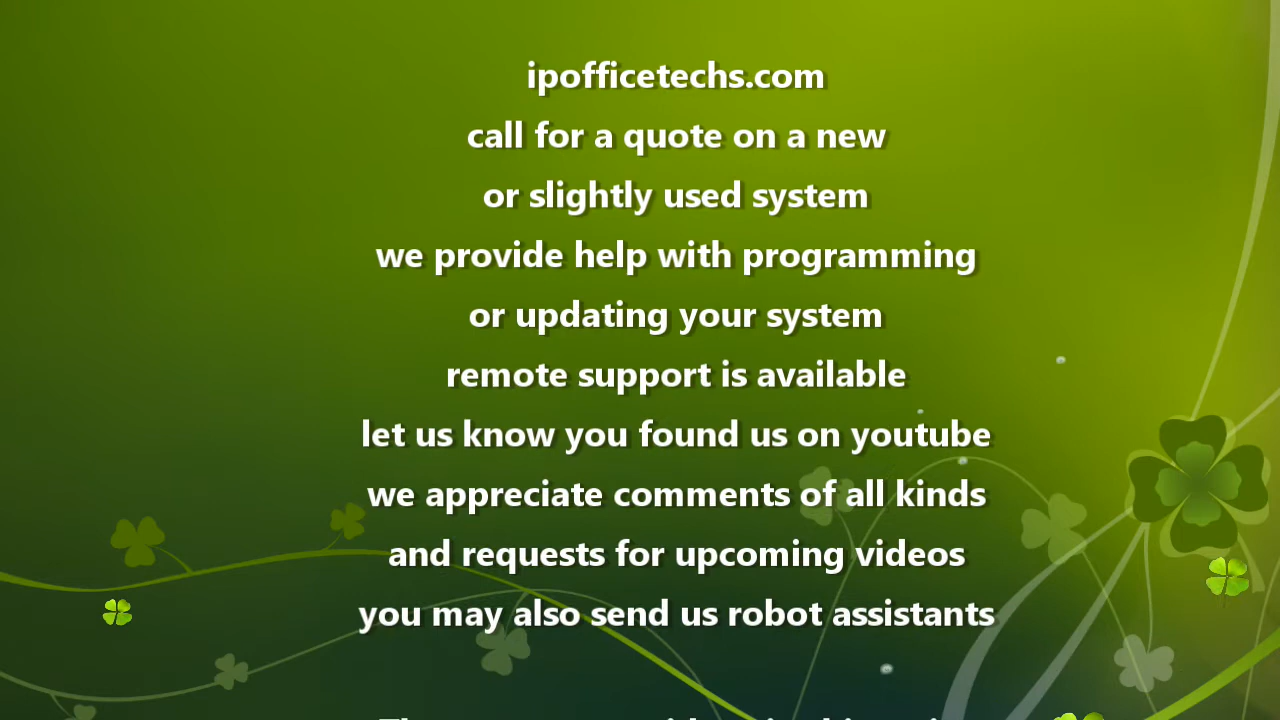 ipofficetechs.com
call for a quote on a new
or slightly used system
we provide help with programming
or updating your system
remote support is available
let us know you found us on youtube
we appreciate comments of all kinds
and requests for upcoming videos
you may also send us robot assistants